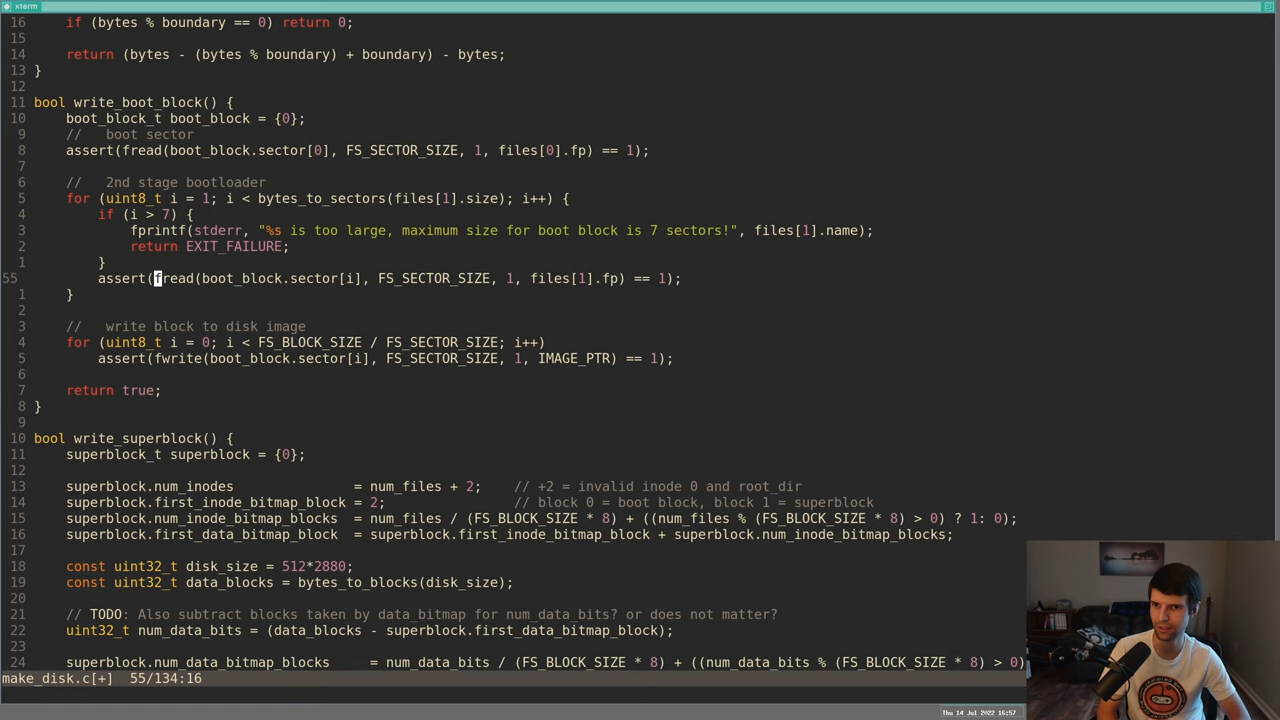 xterm
16      if (bytes % boundary == 0) return 0;
15
14      return (bytes - (bytes % boundary) + boundary) - bytes;
13  }
12
11  bool write_boot_block() {
10      boot_block_t boot_block = {0};
9      //   boot sector
8      assert(fread(boot_block.sector[0], FS_SECTOR_SIZE, 1, files[0].fp) == 1);
7
6      //   2nd stage bootloader
5      for (uint8_t i = 1; i < bytes_to_sectors(files[1].size); i++) {
4          if (i > 7) {
3              fprintf(stderr, "%s is too large, maximum size for boot block is 7 sectors!", files[1].name);
2              return EXIT_FAILURE;
1          }
55          assert(fread(boot_block.sector[i], FS_SECTOR_SIZE, 1, files[1].fp) == 1);
1      }
2
3      //   write block to disk image
4      for (uint8_t i = 0; i < FS_BLOCK_SIZE / FS_SECTOR_SIZE; i++)
5          assert(fwrite(boot_block.sector[i], FS_SECTOR_SIZE, 1, IMAGE_PTR) == 1);
6
7      return true;
8  }
9
10  bool write_superblock() {
11      superblock_t superblock = {0};
12
13      superblock.num_inodes               = num_files + 2;    // +2 = invalid inode 0 and root_dir
14      superblock.first_inode_bitmap_block = 2;                // block 0 = boot block, block 1 = superblock
15      superblock.num_inode_bitmap_blocks  = num_files / (FS_BLOCK_SIZE * 8) + ((num_files % (FS_BLOCK_SIZE * 8) > 0) ? 1: 0);
16      superblock.first_data_bitmap_block  = superblock.first_inode_bitmap_block + superblock.num_inode_bitmap_blocks;
17
18      const uint32_t disk_size = 512*2880;
19      const uint32_t data_blocks = bytes_to_blocks(disk_size);
20
21      // TODO: Also subtract blocks taken by data_bitmap for num_data_bits? or does not matter?
22      uint32_t num_data_bits = (data_blocks - superblock.first_data_bitmap_block);
23
24      superblock.num_data_bitmap_blocks     = num_data_bits / (FS_BLOCK_SIZE * 8) + ((num_data_bits % (FS_BLOCK_SIZE * 8) > 0)
make_disk.c[+]  55/134:16
Thu 14 Jul 2022 16:57